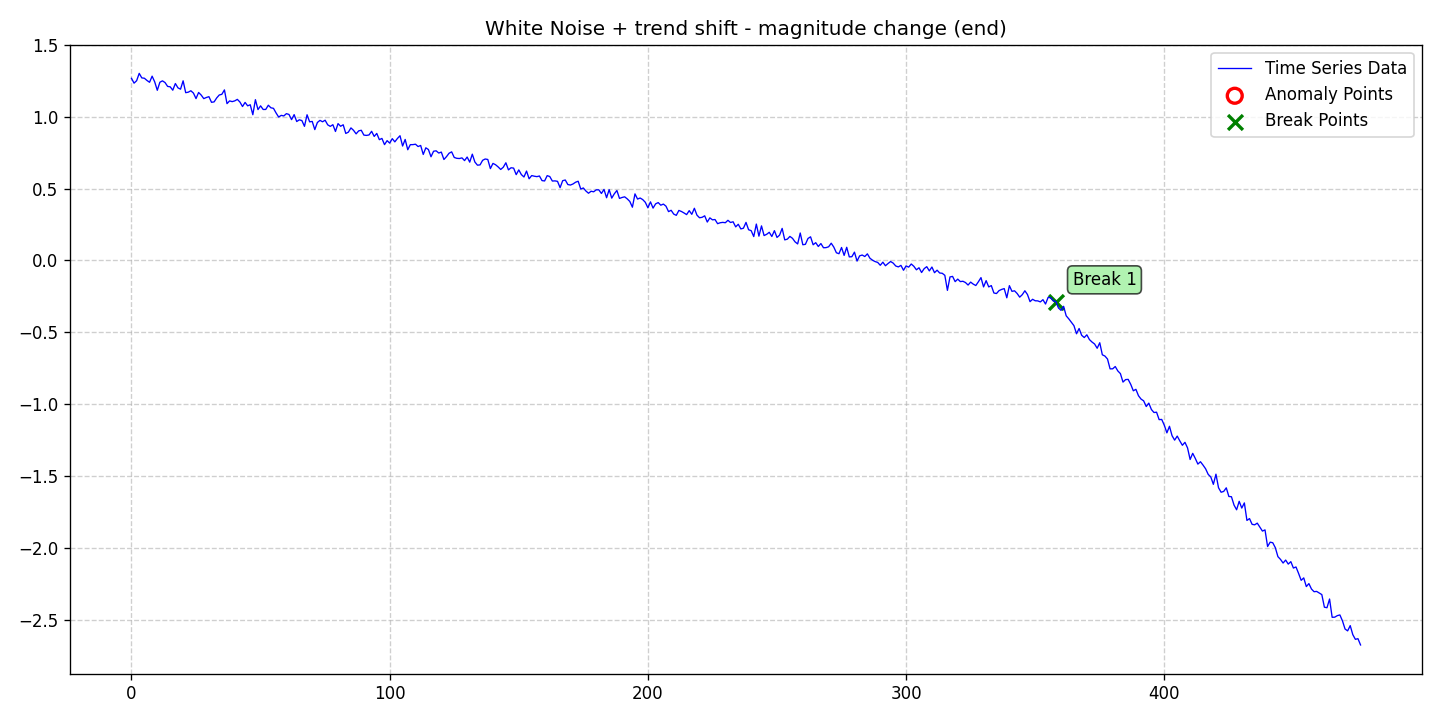 White Noise + trend shift - magnitude change (end)
1.5
1.0
0.5
0.0
−0.5
−1.0
−1.5
−2.0
−2.5
Time Series Data
Anomaly Points
Break Points
Break 1
0
100
200
300
400